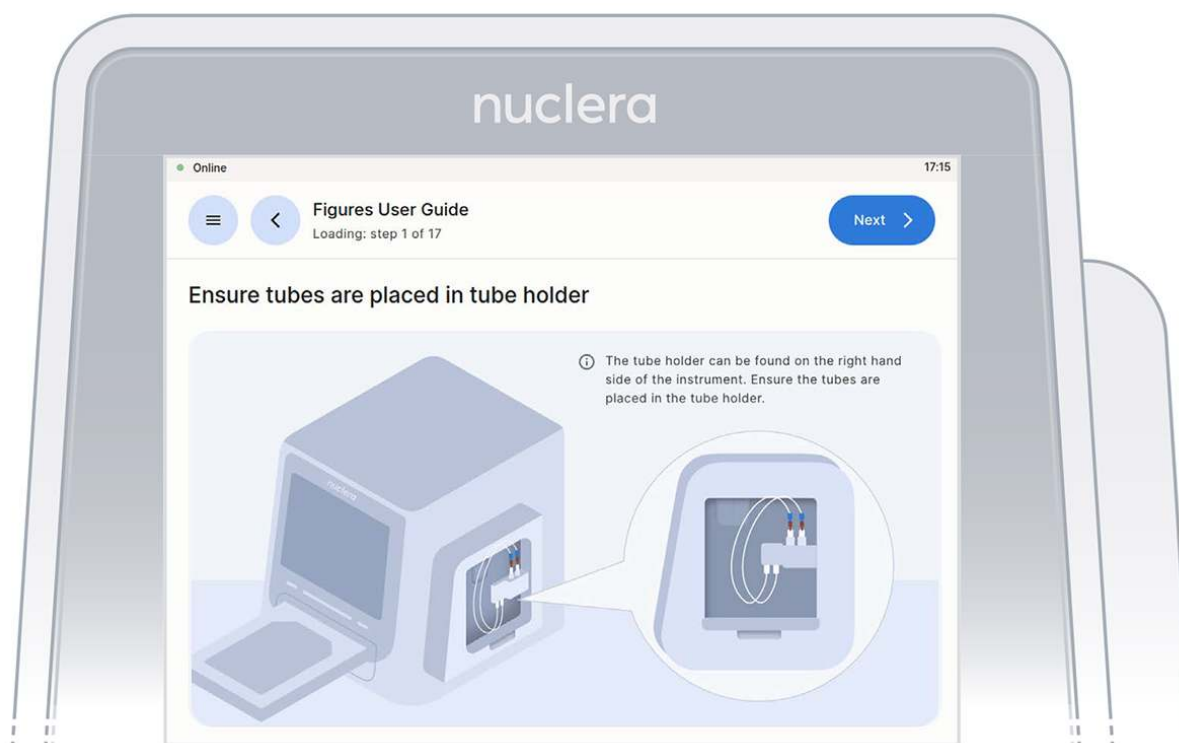 nuclera
Online
17:15
Figures User Guide
Loading: step 1 of 17
Next
Ensure tubes are placed in tube holder
The tube holder can be found on the right hand
side of the instrument. Ensure the tubes are
placed in the tube holder.
nuclera